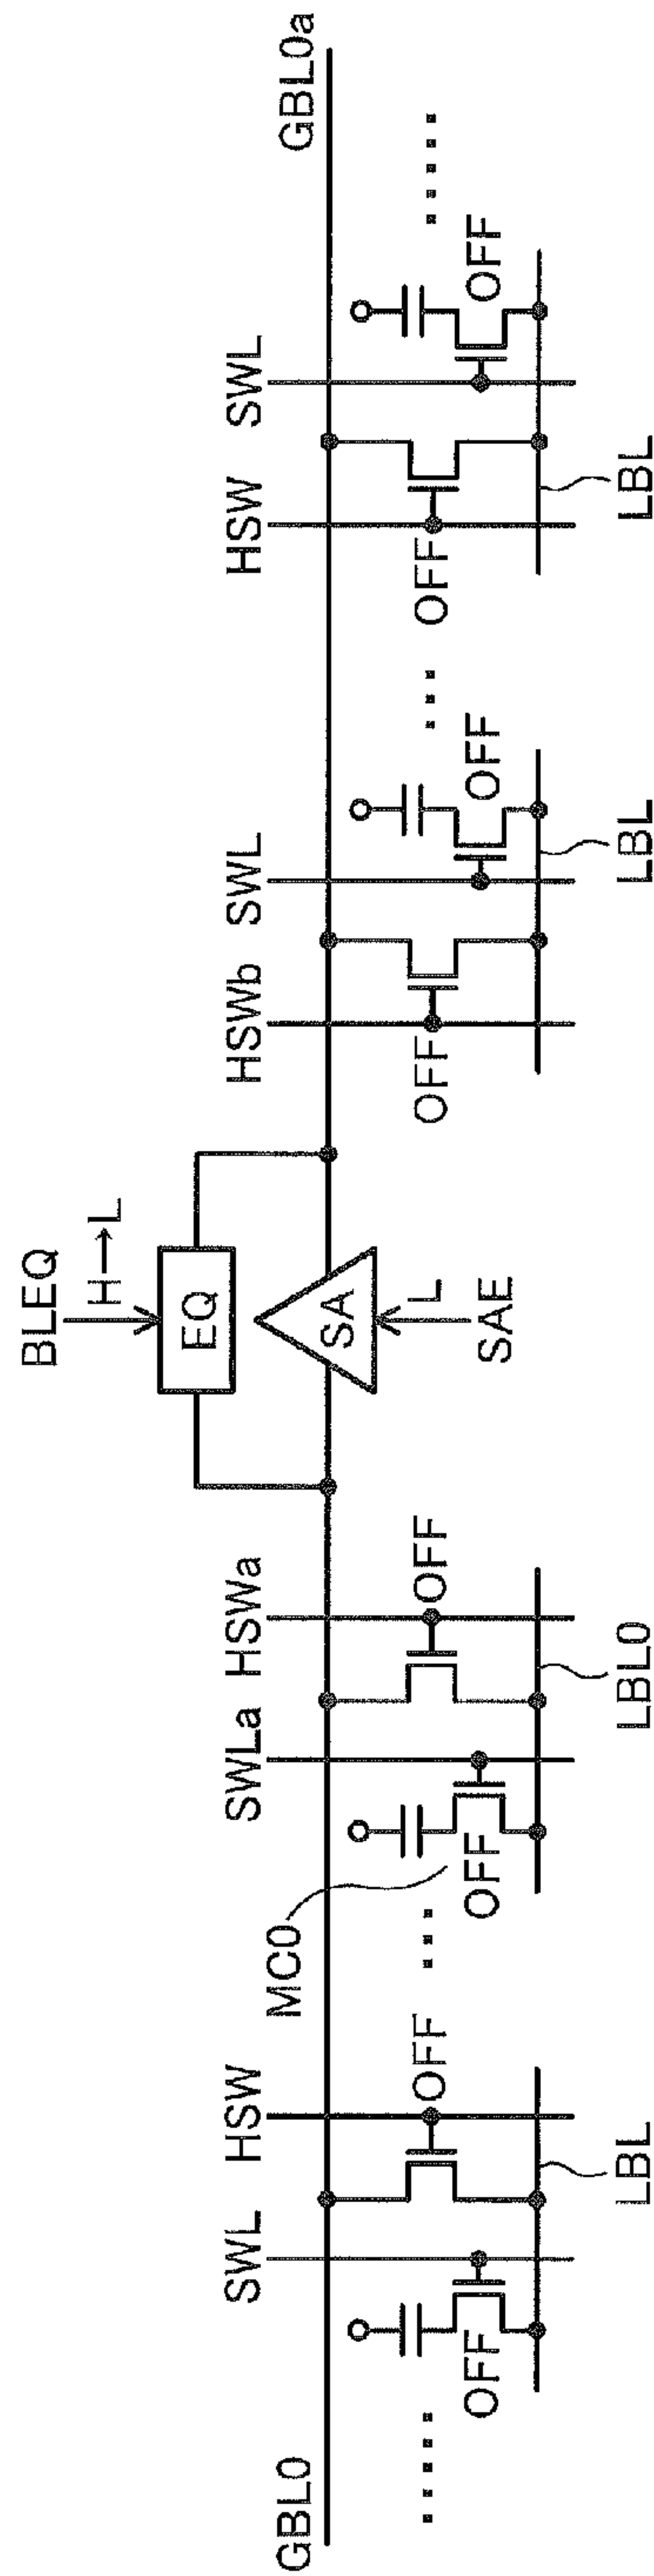 BLEQ
H→L
EQ
SWL
HSW
SWLa
HSWa
HSWb
SWL
HSW
SWL
MC0
GBL0
SA
GBL0a
OFF
OFF
OFF
OFF
OFF
OFF
OFF
OFF
L
SAE
LBL
LBL0
LBL
LBL